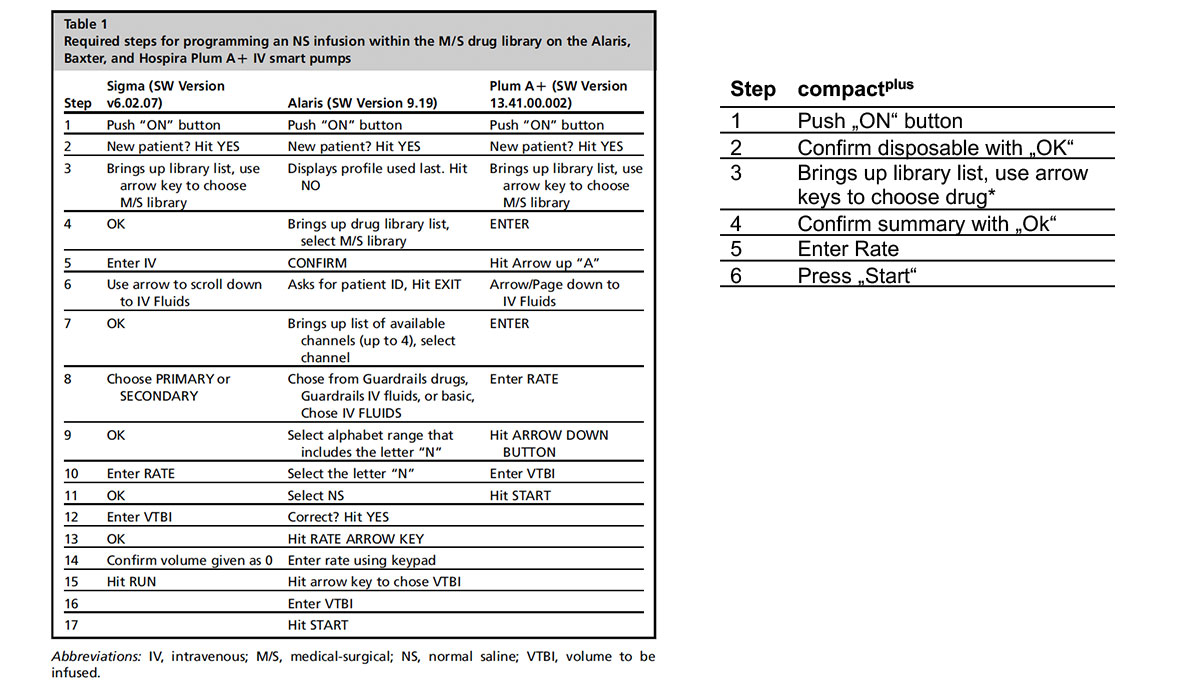 Table 1
Required steps for programming an NS infusion within the M/S drug library on the Alaris,
Baxter, and Hospira Plum A+ IV smart pumps
Step Sigma (SW Version v6.02.07) Alaris (SW Version 9.19) Plum A+ (SW Version 13.41.00.002)
1 Push “ON” button Push “ON” button Push “ON” button
2 New patient? Hit YES New patient? Hit YES New patient? Hit YES
3 Brings up library list, use arrow key to choose M/S library Displays profile used last. Hit NO Brings up library list, use arrow key to choose M/S library
4 OK Brings up drug library list, select M/S library ENTER
5 Enter IV CONFIRM Hit Arrow up “A”
6 Use arrow to scroll down to IV Fluids Asks for patient ID, Hit EXIT Arrow/Page down to IV Fluids
7 OK Brings up list of available channels (up to 4), select channel ENTER
8 Choose PRIMARY or SECONDARY Chose from Guardrails drugs, Guardrails IV fluids, or basic, Chose IV FLUIDS Enter RATE
9 OK Select alphabet range that includes the letter “N” Hit ARROW DOWN BUTTON
10 Enter RATE Select the letter “N” Enter VTBI
11 OK Select NS Hit START
12 Enter VTBI Correct? Hit YES
13 OK Hit RATE ARROW KEY
14 Confirm volume given as 0 Enter rate using keypad
15 Hit RUN Hit arrow key to chose VTBI
16 Enter VTBI
17 Hit START
Abbreviations: IV, intravenous; M/S, medical-surgical; NS, normal saline; VTBI, volume to be
infused.
Step compactplus
1 Push „ON“ button
2 Confirm disposable with „OK“
3 Brings up library list, use arrow
keys to choose drug*
4 Confirm summary with „Ok“
5 Enter Rate
6 Press „Start“